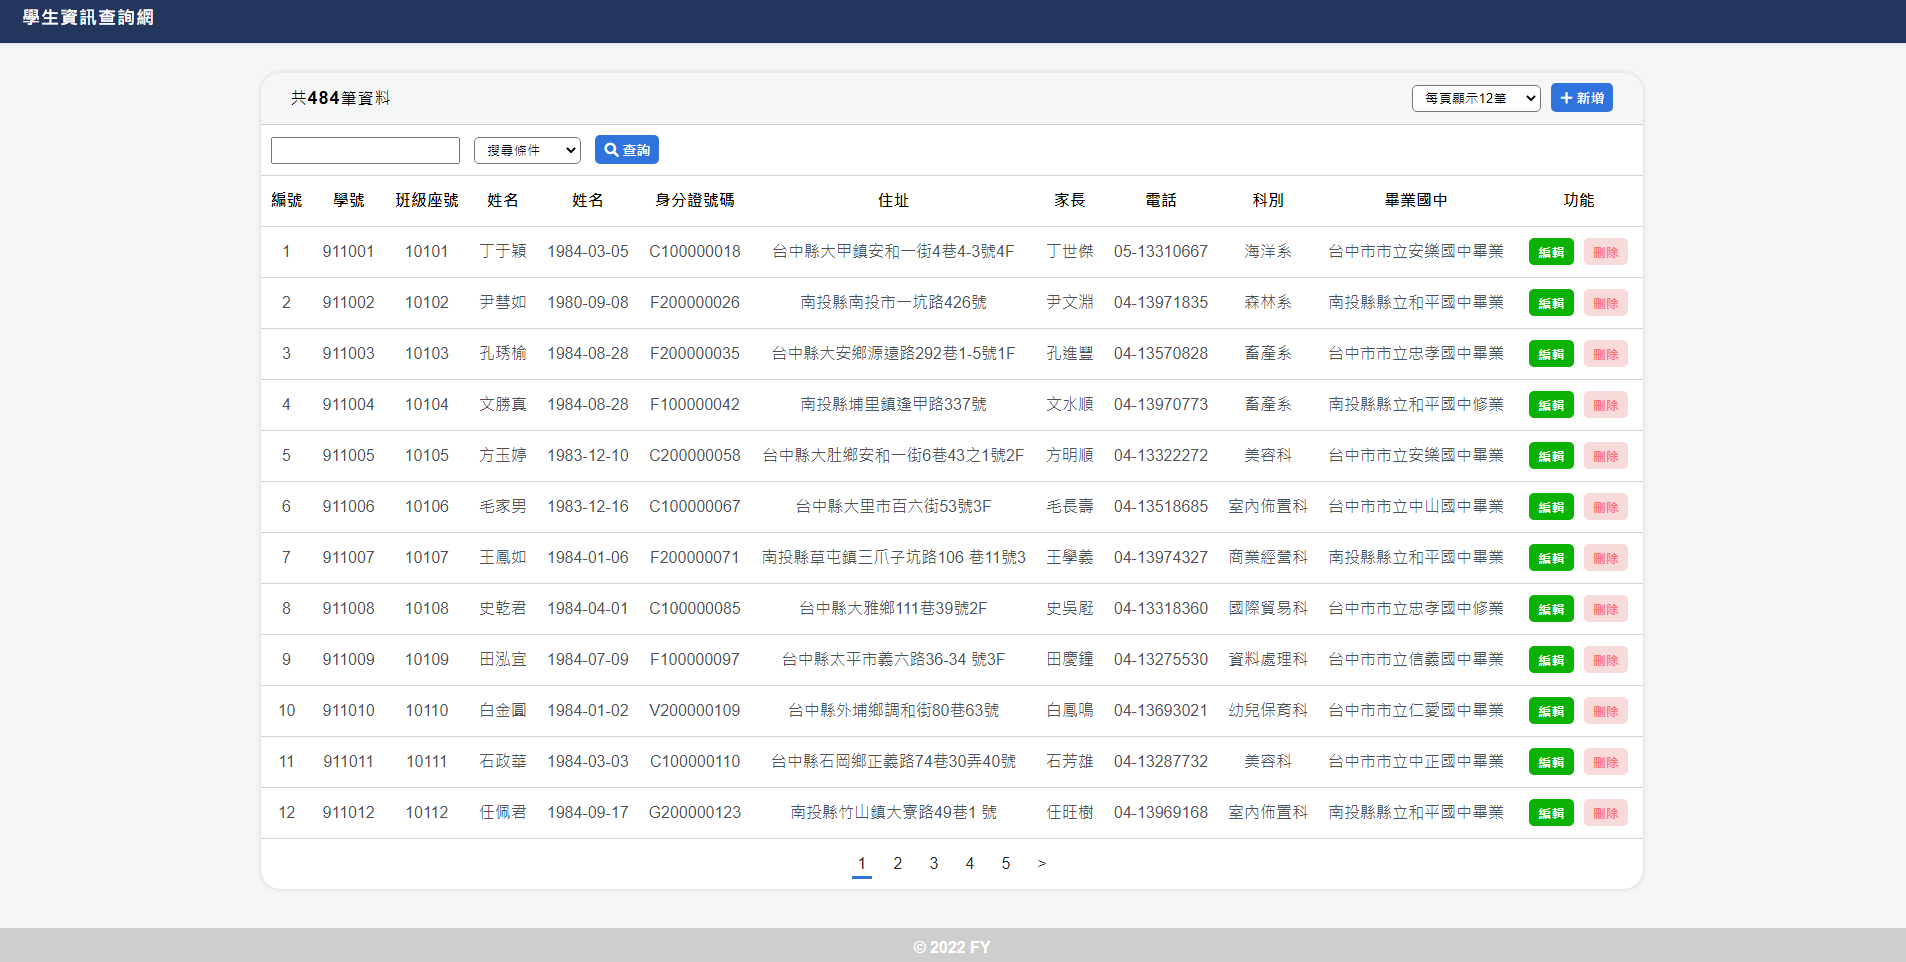 學生資訊查詢網
共484筆資料 每頁顯示12筆 新增
搜尋條件 查詢
編號 學號 班級座號 姓名 姓名 身分證號碼 住址 家長 電話 科別 畢業國中 功能
1 911001 10101 丁于穎 1984-03-05 C100000018 台中縣大甲鎮安和一街4巷4-3號4F 丁世傑 05-13310667 海洋系 台中市市立安樂國中畢業 編輯 刪除
2 911002 10102 尹彗如 1980-09-08 F200000026 南投縣南投市一坑路426號 尹文淵 04-13971835 森林系 南投縣縣立和平國中畢業 編輯 刪除
3 911003 10103 孔琇榆 1984-08-28 F200000035 台中縣大安鄉源遠路292巷1-5號1F 孔進豐 04-13570828 畜產系 台中市市立忠孝國中畢業 編輯 刪除
4 911004 10104 文勝真 1984-08-28 F100000042 南投縣埔里鎮逢甲路337號 文水順 04-13970773 畜產系 南投縣縣立和平國中修業 編輯 刪除
5 911005 10105 方玉婷 1983-12-10 C200000058 台中縣大肚鄉安和一街6巷43之1號2F 方明順 04-13322272 美容科 台中市市立安樂國中畢業 編輯 刪除
6 911006 10106 毛家男 1983-12-16 C100000067 台中縣大里市百六街53號3F 毛長壽 04-13518685 室內佈置科 台中市市立中山國中畢業 編輯 刪除
7 911007 10107 王鳳如 1984-01-06 F200000071 南投縣草屯鎮三爪子坑路106 巷11號3 王學義 04-13974327 商業經營科 南投縣縣立和平國中畢業 編輯 刪除
8 911008 10108 史乾君 1984-04-01 C100000085 台中縣大雅鄉111巷39號2F 史吳熙 04-13318360 國際貿易科 台中市市立忠孝國中修業 編輯 刪除
9 911009 10109 田泓宜 1984-07-09 F100000097 台中縣太平市義六路36-34 號3F 田慶鐘 04-13275530 資料處理科 台中市市立信義國中畢業 編輯 刪除
10 911010 10110 白金圓 1984-01-02 V200000109 台中縣外埔鄉調和街80巷63號 白鳳鳴 04-13693021 幼兒保育科 台中市市立仁愛國中畢業 編輯 刪除
11 911011 10111 石政華 1984-03-03 C100000110 台中縣石岡鄉正義路74巷30弄40號 石芳雄 04-13287732 美容科 台中市市立中正國中畢業 編輯 刪除
12 911012 10112 任佩君 1984-09-17 G200000123 南投縣竹山鎮大寮路49巷1 號 任旺樹 04-13969168 室內佈置科 南投縣縣立和平國中畢業 編輯 刪除
1 2 3 4 5 >
© 2022 FY